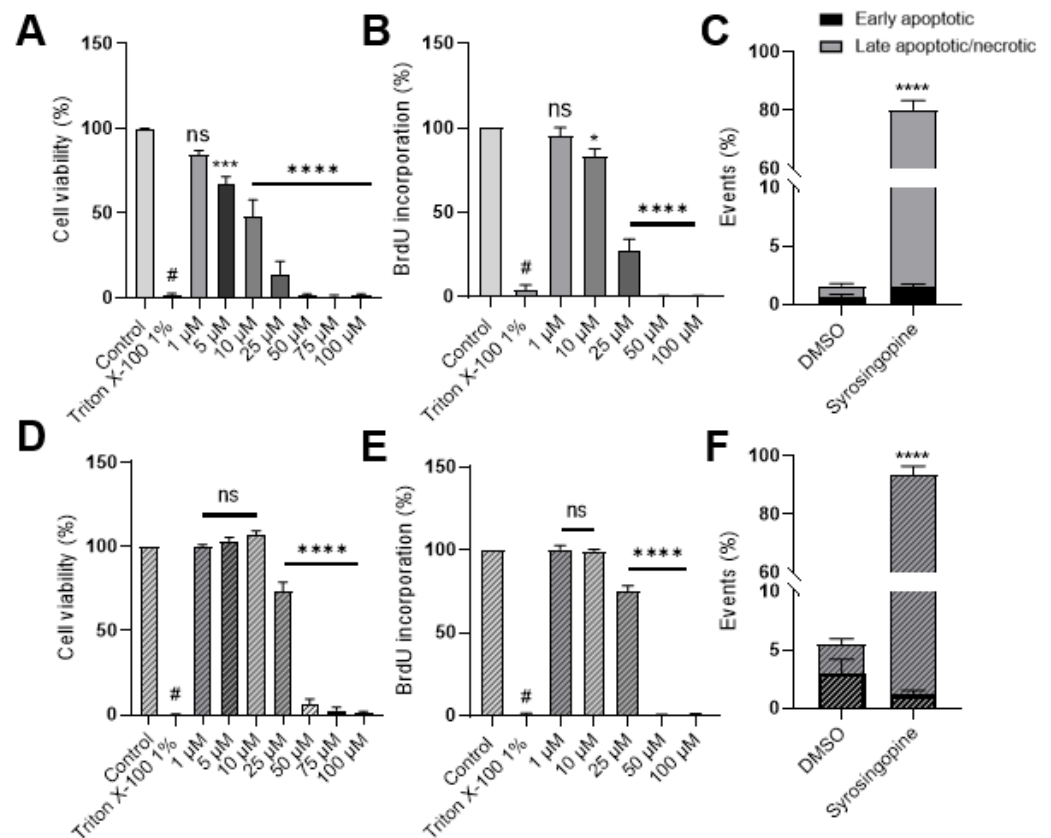 A
Cell viability (%)
150
100
50
0
ns
***
****
#
Control
Triton X-100 1%
1 µM
5 µM
10 µM
25 µM
50 µM
75 µM
100 µM
B
BrdU incorporation (%)
150
100
50
0
ns
*
****
#
Control
Triton X-100 1%
1 µM
10 µM
25 µM
50 µM
100 µM
C
Early apoptotic
Late apoptotic/necrotic
Events (%)
100
80
60
10
5
0
****
DMSO
Syrosingopine
D
Cell viability (%)
150
100
50
0
ns
****
#
Control
Triton X-100 1%
1 µM
5 µM
10 µM
25 µM
50 µM
75 µM
100 µM
E
BrdU incorporation (%)
150
100
50
0
ns
****
#
Control
Triton X-100 1%
1 µM
10 µM
25 µM
50 µM
100 µM
F
Events (%)
100
80
60
10
5
0
****
DMSO
Syrosingopine